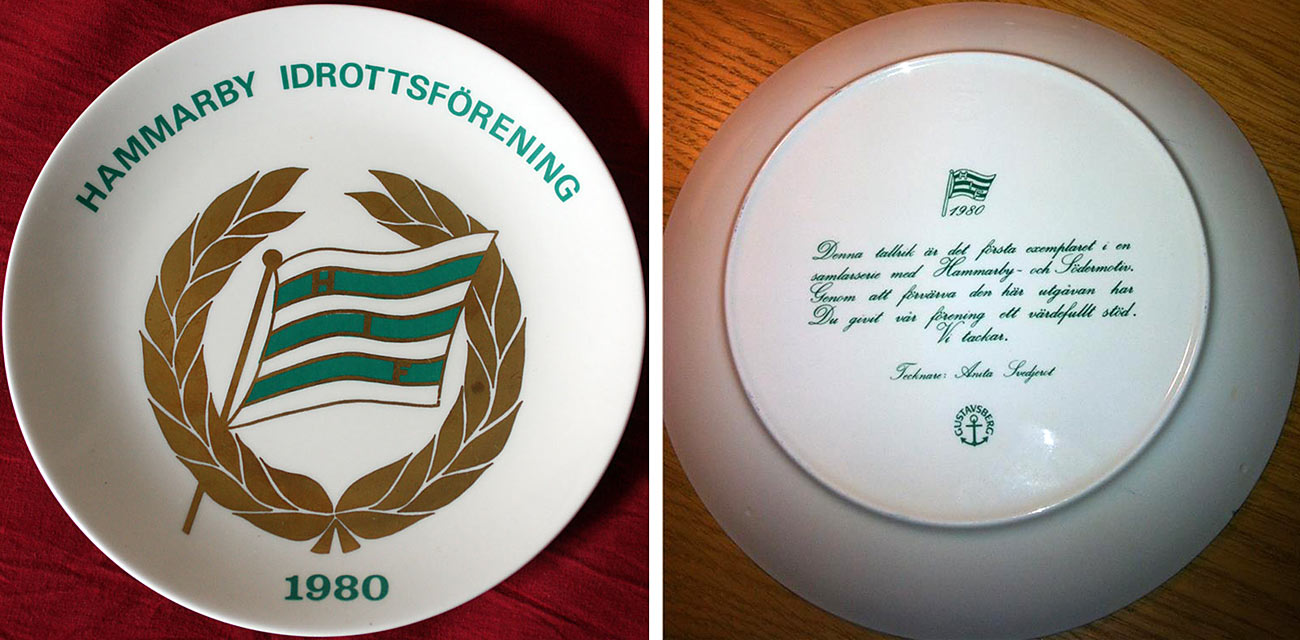 HAMMARBY IDROTTSFÖRENING
H
I
F
1980
H
I
F
1980
Denna tallrik är det första exemplaret i en
samlarserie med Hammarby- och Södermotiv.
Genom att förvärva den här utgåvan har
Du givit vår förening ett värdefullt stöd.
Vi tackar.
Tecknare: Anita Svedjerot
GUSTAVSBERG